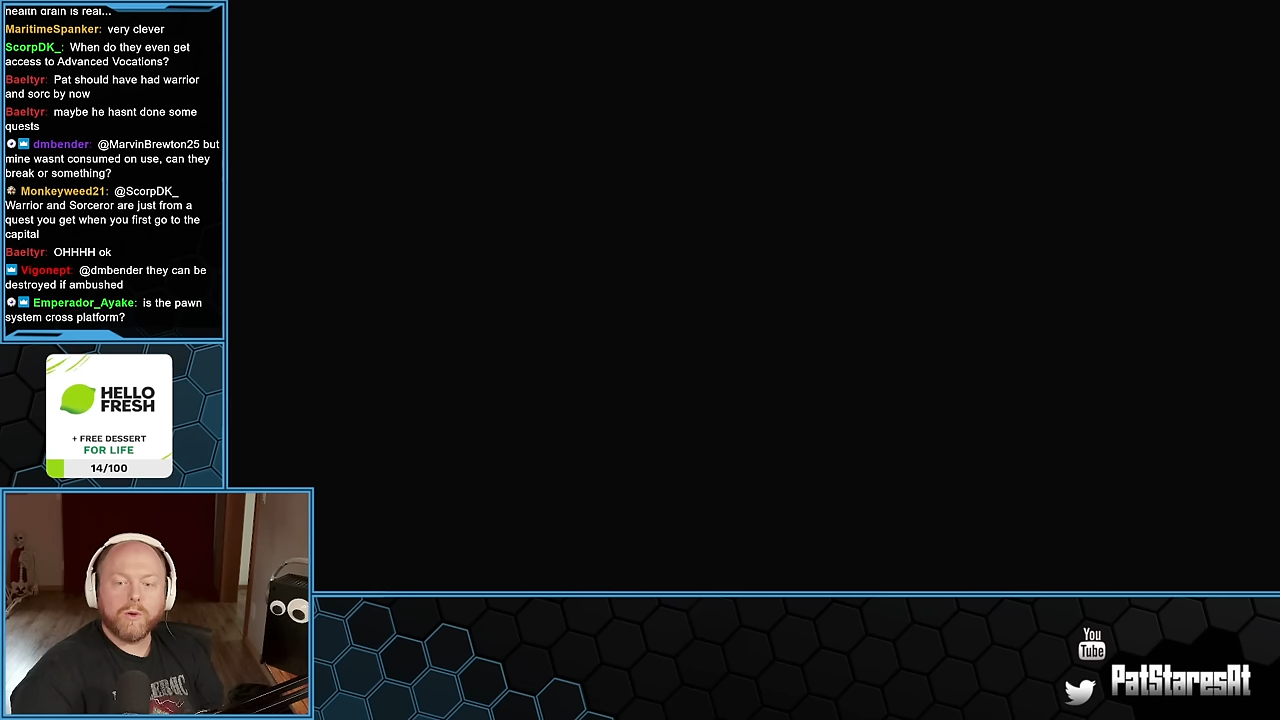 health drain is real...
MaritimeSpanker: very clever
ScorpDK_: When do they even get
access to Advanced Vocations?
Baeltyr: Pat should have had warrior
and sorc by now
Baeltyr: maybe he hasnt done some
quests
dmbender: @MarvinBrewton25 but
mine wasnt consumed on use, can they
break or something?
Monkeyweed21: @ScorpDK_
Warrior and Sorceror are just from a
quest you get when you first go to the
capital
Baeltyr: OHHHH ok
Vigonept: @dmbender they can be
destroyed if ambushed
Emperador_Ayake: is the pawn
system cross platform?
HELLO
FRESH
+ FREE DESSERT
FOR LIFE
14/100
You
Tube
PatStaresAt